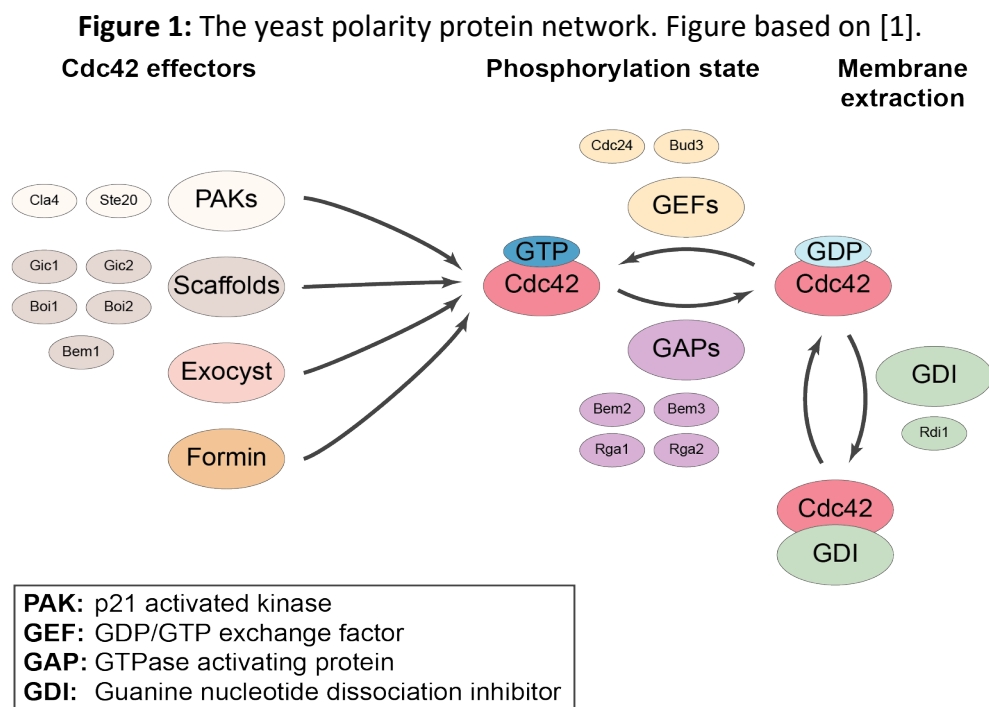 Figure 1: The yeast polarity protein network. Figure based on [1].
Cdc42 effectors
Phosphorylation state
Membrane
extraction
Cla4
Ste20
PAKs
Gic1
Gic2
Boi1
Boi2
Bem1
Scaffolds
Exocyst
Formin
Cdc24
Bud3
GEFs
GTP
Cdc42
GDP
Cdc42
GAPs
Bem2
Bem3
Rga1
Rga2
GDI
Rdi1
Cdc42
GDI
PAK: p21 activated kinase
GEF: GDP/GTP exchange factor
GAP: GTPase activating protein
GDI: Guanine nucleotide dissociation inhibitor